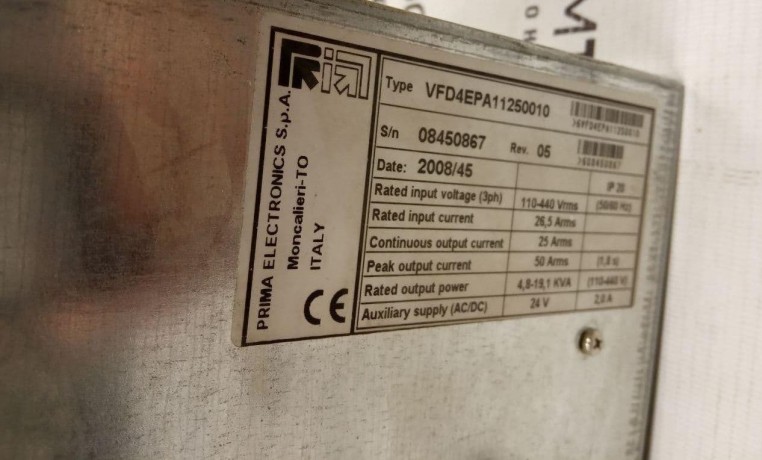 PRIMA ELECTRONICS S.p.A.
Moncalieri-TO
ITALY
CE
Type VFD4EPA11250010
S/n 08450867 Rev. 05
Date: 2008/45 IP 20
Rated input voltage (3ph) 110-440 Vrms (50/60 Hz)
Rated input current 26,5 Arms
Continuous output current 25 Arms
Peak output current 50 Arms (1,8 s)
Rated output power 4,8-19,1 KVA (110-440 V)
Auxiliary supply (AC/DC) 24 V 2,0 A